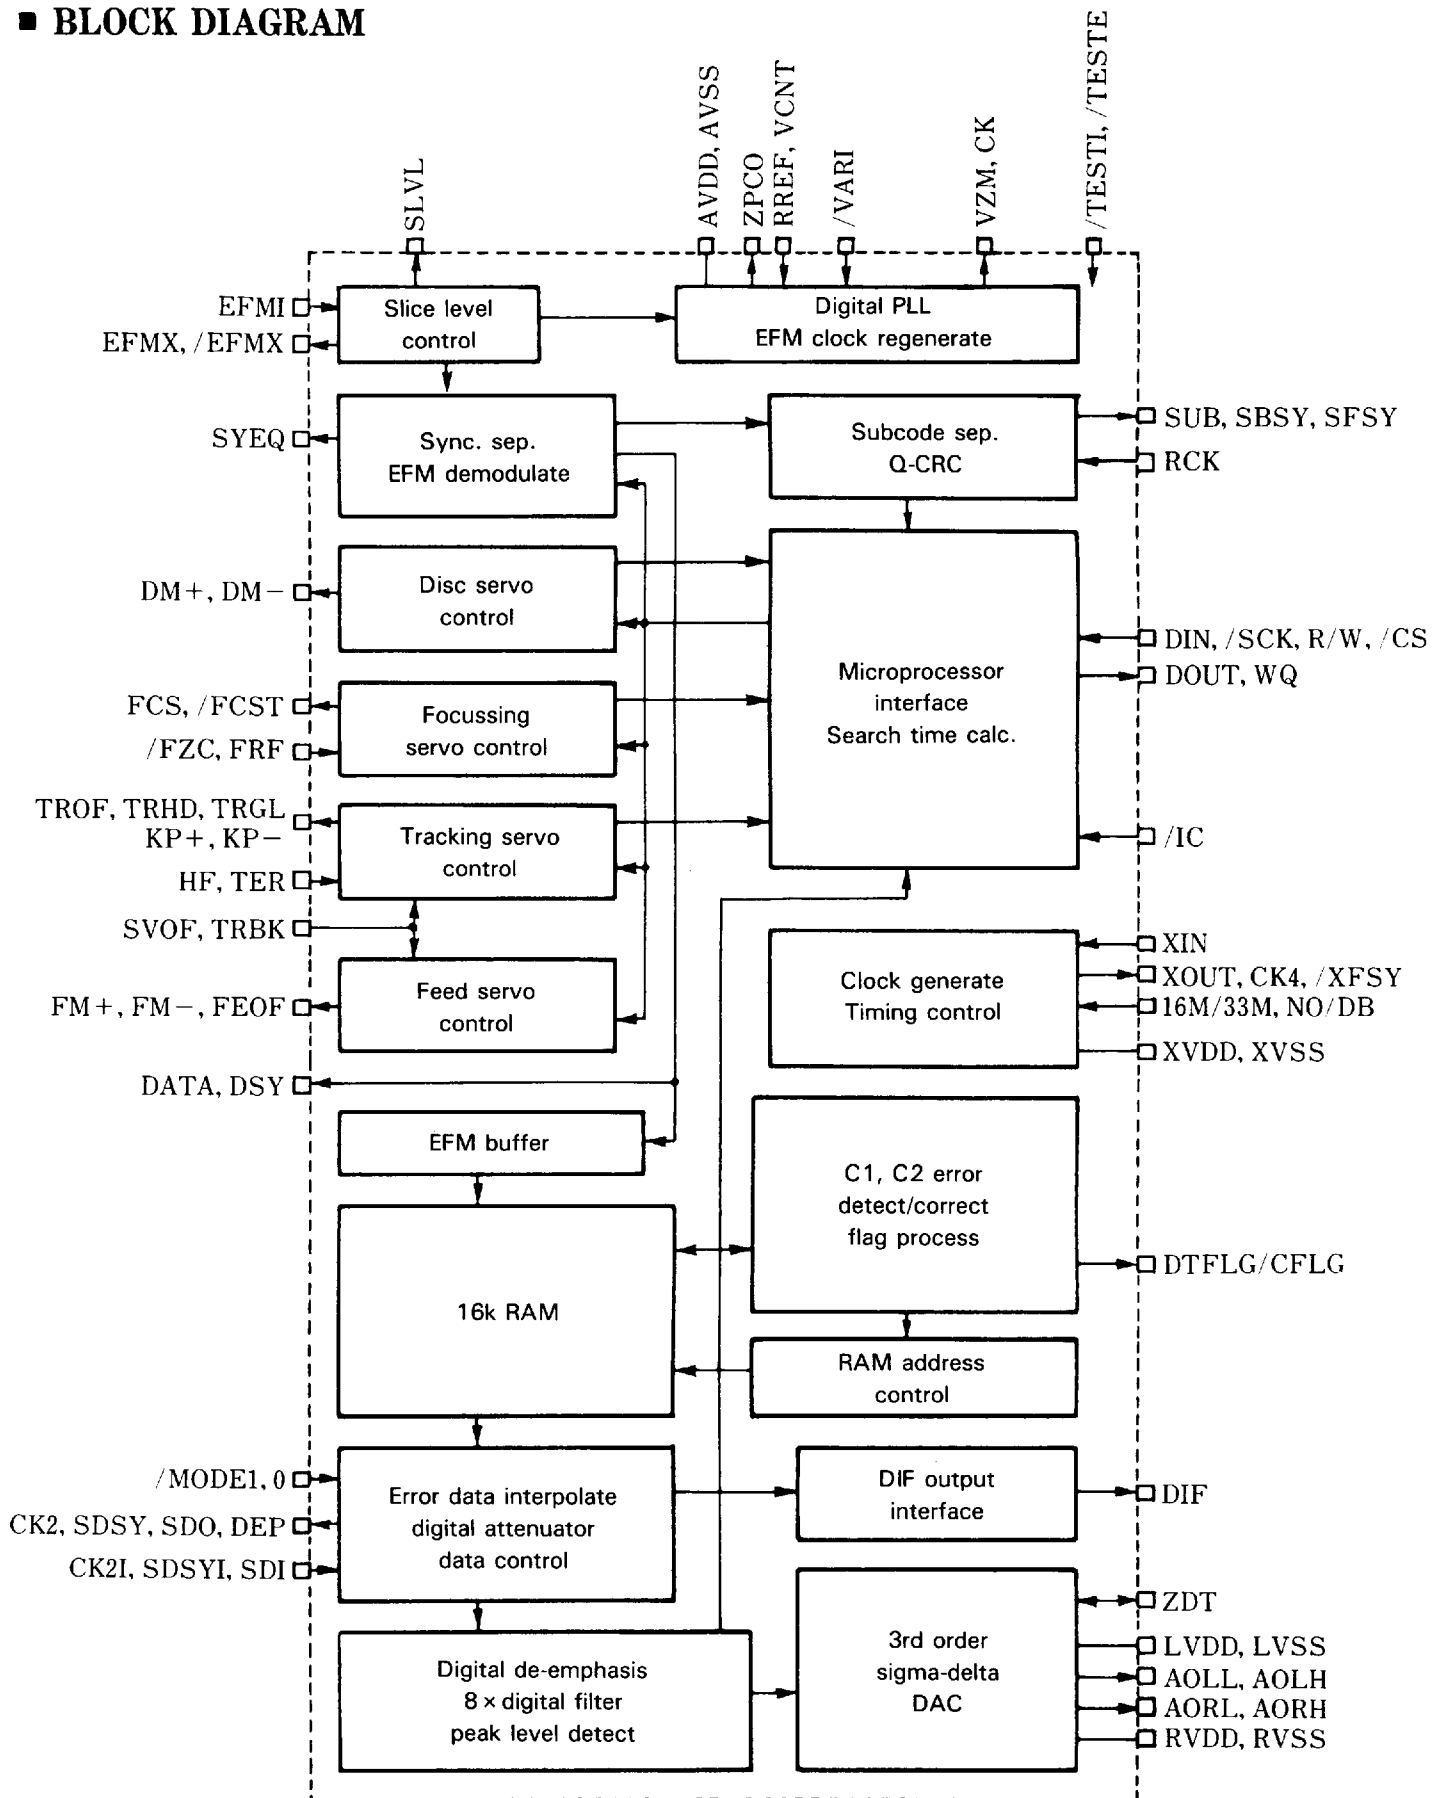 ■ BLOCK DIAGRAM
SLVL
AVDD, AVSS
ZPCO
RREF, VCNT
/VARI
VZM, CK
/TESTI, /TESTE
EFMI
EFMX, /EFMX
Slice level
control
Digital PLL
EFM clock regenerate
SYEQ
Sync. sep.
EFM demodulate
Subcode sep.
Q-CRC
SUB, SBSY, SFSY
RCK
DM+, DM−
Disc servo
control
Microprocessor
interface
Search time calc.
DIN, /SCK, R/W, /CS
DOUT, WQ
/IC
FCS, /FCST
/FZC, FRF
Focussing
servo control
TROF, TRHD, TRGL
KP+, KP−
HF, TER
Tracking servo
control
SVOF, TRBK
FM+, FM−, FEOF
Feed servo
control
Clock generate
Timing control
XIN
XOUT, CK4, /XFSY
16M/33M, NO/DB
XVDD, XVSS
DATA, DSY
EFM buffer
C1, C2 error
detect/correct
flag process
DTFLG/CFLG
16k RAM
RAM address
control
/MODE1, 0
CK2, SDSY, SDO, DEP
CK2I, SDSYI, SDI
Error data interpolate
digital attenuator
data control
DIF output
interface
DIF
Digital de-emphasis
8 × digital filter
peak level detect
3rd order
sigma-delta
DAC
ZDT
LVDD, LVSS
AOLL, AOLH
AORL, AORH
RVDD, RVSS